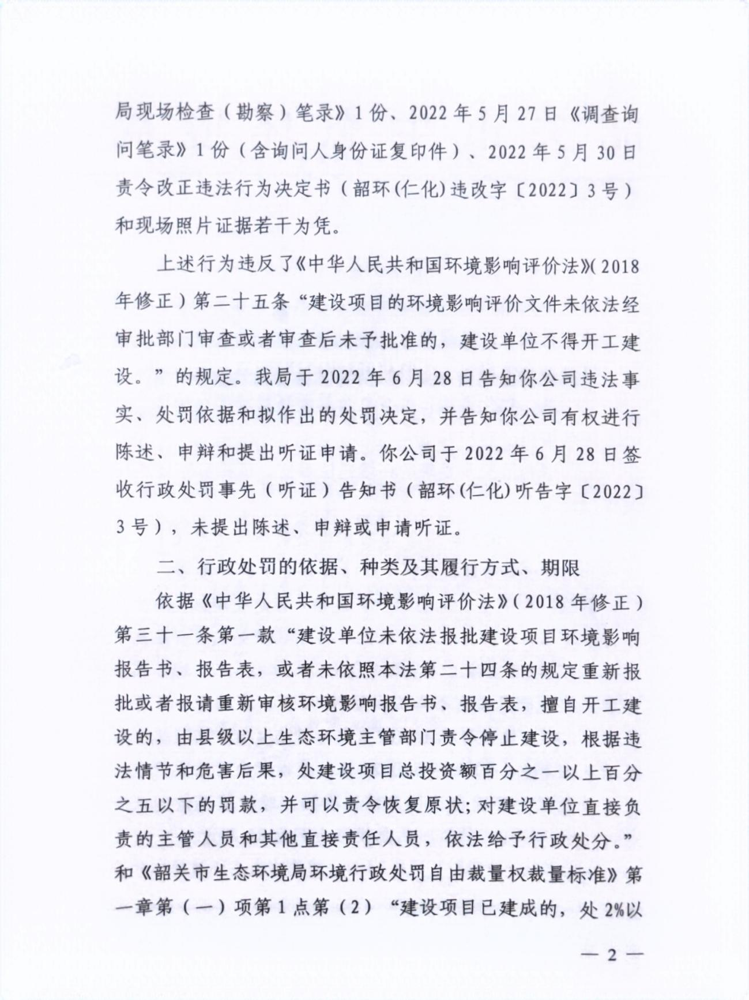 局现场检查（勘察）笔录》1份、2022年5月27日《调查询
问笔录》1份（含询问人身份证复印件）、2022年5月30日
责令改正违法行为决定书（韶环(仁化)违改字〔2022〕3号）
和现场照片证据若干为凭。
上述行为违反了《中华人民共和国环境影响评价法》（2018
年修正）第二十五条“建设项目的环境影响评价文件未依法经
审批部门审查或者审查后未予批准的，建设单位不得开工建
设。”的规定。我局于2022年6月28日告知你公司违法事
实、处罚依据和拟作出的处罚决定，并告知你公司有权进行
陈述、申辩和提出听证申请。你公司于2022年6月28日签
收行政处罚事先（听证）告知书（韶环(仁化)听告字〔2022〕
3号），未提出陈述、申辩或申请听证。
二、行政处罚的依据、种类及其履行方式、期限
依据《中华人民共和国环境影响评价法》（2018年修正）
第三十一条第一款“建设单位未依法报批建设项目环境影响
报告书、报告表，或者未依照本法第二十四条的规定重新报
批或者报请重新审核环境影响报告书、报告表，擅自开工建
设的，由县级以上生态环境主管部门责令停止建设，根据违
法情节和危害后果，处建设项目总投资额百分之一以上百分
之五以下的罚款，并可以责令恢复原状；对建设单位直接负
责的主管人员和其他直接责任人员，依法给予行政处分。”
和《韶关市生态环境局环境行政处罚自由裁量权裁量标准》第
一章第（一）项第1点第（2）“建设项目已建成的，处2%以
— 2 —